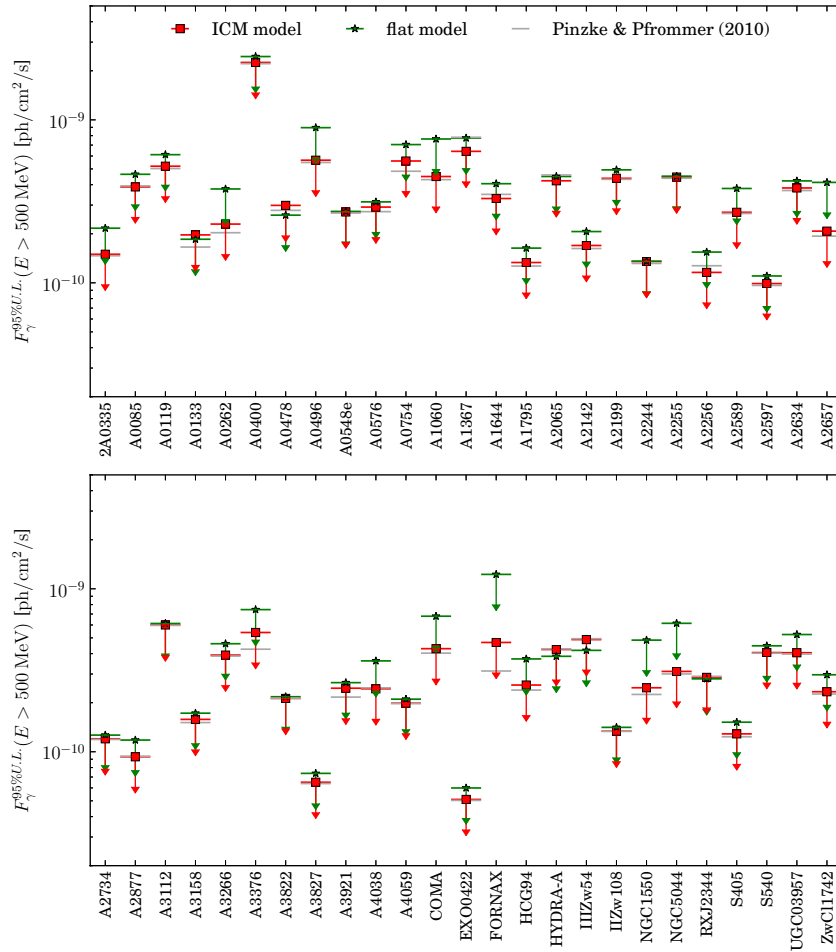 ICM model flat model Pinzke & Pfrommer (2010)
F_γ^{95%U.L.}(E > 500 MeV) [ph/cm²/s]
10⁻⁹
10⁻¹⁰
2A0335
A0085
A0119
A0133
A0262
A0400
A0478
A0496
A0548e
A0576
A0754
A1060
A1367
A1644
A1795
A2065
A2142
A2199
A2244
A2255
A2256
A2589
A2597
A2634
A2657
F_γ^{95%U.L.}(E > 500 MeV) [ph/cm²/s]
10⁻⁹
10⁻¹⁰
A2734
A2877
A3112
A3158
A3266
A3376
A3822
A3827
A3921
A4038
A4059
COMA
EXO0422
FORNAX
HCG94
HYDRA-A
IIIZw54
IIZw108
NGC1550
NGC5044
RXJ2344
S405
S540
UGC03957
ZwCl1742